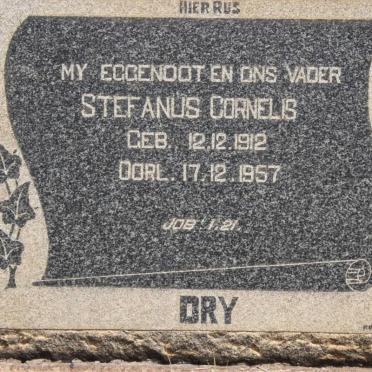 HIER RUS
MY EGGENOOT EN ONS VADER
STEFANUS CORNELIS
GEB. 12.12.1912
OORL. 17.12.1957
JOB 1.21.
DRY